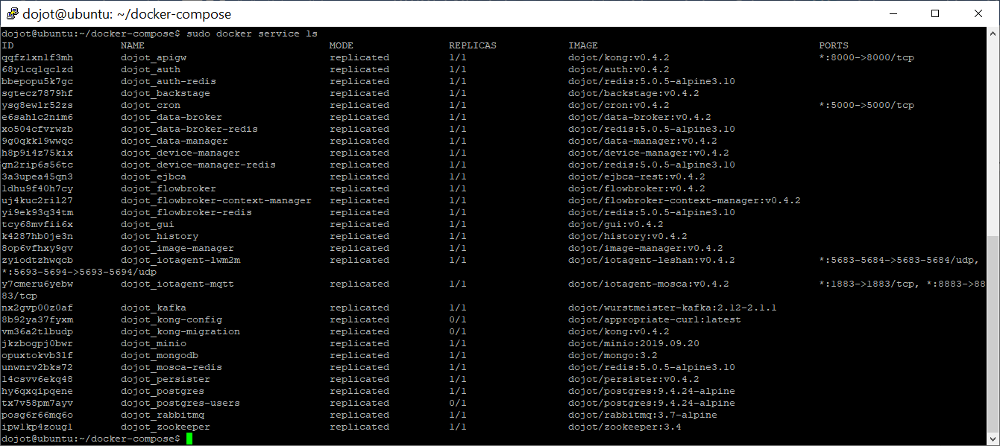 dojot@ubuntu: ~/docker-compose
dojot@ubuntu:~/docker-compose$ sudo docker service ls
ID NAME MODE REPLICAS IMAGE PORTS
qqfz1xn1f3mh dojot_apigw replicated 1/1 dojot/kong:v0.4.2 *:8000->8000/tcp
68ylcqlqclzd dojot_auth replicated 1/1 dojot/auth:v0.4.2
bbepopu5k7gc dojot_auth-redis replicated 1/1 dojot/redis:5.0.5-alpine3.10
sgtecz7879hf dojot_backstage replicated 1/1 dojot/backstage:v0.4.2
ysg8ewlr52zs dojot_cron replicated 1/1 dojot/cron:v0.4.2 *:5000->5000/tcp
e6sahlc2nim6 dojot_data-broker replicated 1/1 dojot/data-broker:v0.4.2
xo504cfvrwzb dojot_data-broker-redis replicated 1/1 dojot/redis:5.0.5-alpine3.10
9g0qkkl9wwqc dojot_data-manager replicated 1/1 dojot/data-manager:v0.4.2
h8p9i4z75kix dojot_device-manager replicated 1/1 dojot/device-manager:v0.4.2
gn2rip6s56tc dojot_device-manager-redis replicated 1/1 dojot/redis:5.0.5-alpine3.10
3a3upea45qn3 dojot_ejbca replicated 1/1 dojot/ejbca-rest:v0.4.2
ldhu9f40h7cy dojot_flowbroker replicated 1/1 dojot/flowbroker:v0.4.2
uj4kuc2ril27 dojot_flowbroker-context-manager replicated 1/1 dojot/flowbroker-context-manager:v0.4.2
yi9ek93q34tm dojot_flowbroker-redis replicated 1/1 dojot/redis:5.0.5-alpine3.10
tcy68mvfii6x dojot_gui replicated 1/1 dojot/gui:v0.4.2
k4287hb0je3n dojot_history replicated 1/1 dojot/history:v0.4.2
8op6vfhxy9gv dojot_image-manager replicated 1/1 dojot/image-manager:v0.4.2
zyiodtzhwqcb dojot_iotagent-lwm2m replicated 1/1 dojot/iotagent-leshan:v0.4.2 *:5683-5684->5683-5684/udp,
*:5693-5694->5693-5694/udp
y7cmeru6yebw dojot_iotagent-mqtt replicated 1/1 dojot/iotagent-mosca:v0.4.2 *:1883->1883/tcp, *:8883->88
83/tcp
nx2gvp00z0af dojot_kafka replicated 1/1 dojot/wurstmeister-kafka:2.12-2.1.1
8b92ya37fyxm dojot_kong-config replicated 0/1 dojot/appropriate-curl:latest
vm36a2tlbudp dojot_kong-migration replicated 0/1 dojot/kong:v0.4.2
jkzbogpj0bwr dojot_minio replicated 1/1 dojot/minio:2019.09.20
opuxtokvb3lf dojot_mongodb replicated 1/1 dojot/mongo:3.2
unwnrv2bks72 dojot_mosca-redis replicated 1/1 dojot/redis:5.0.5-alpine3.10
l4csvv6ekq48 dojot_persister replicated 1/1 dojot/persister:v0.4.2
hy6qxqipqene dojot_postgres replicated 1/1 dojot/postgres:9.4.24-alpine
tx7v58pm7ayv dojot_postgres-users replicated 0/1 dojot/postgres:9.4.24-alpine
posg6r66mq6o dojot_rabbitmq replicated 1/1 dojot/rabbitmq:3.7-alpine
ipwlkp4zougl dojot_zookeeper replicated 1/1 dojot/zookeeper:3.4
dojot@ubuntu:~/docker-compose$